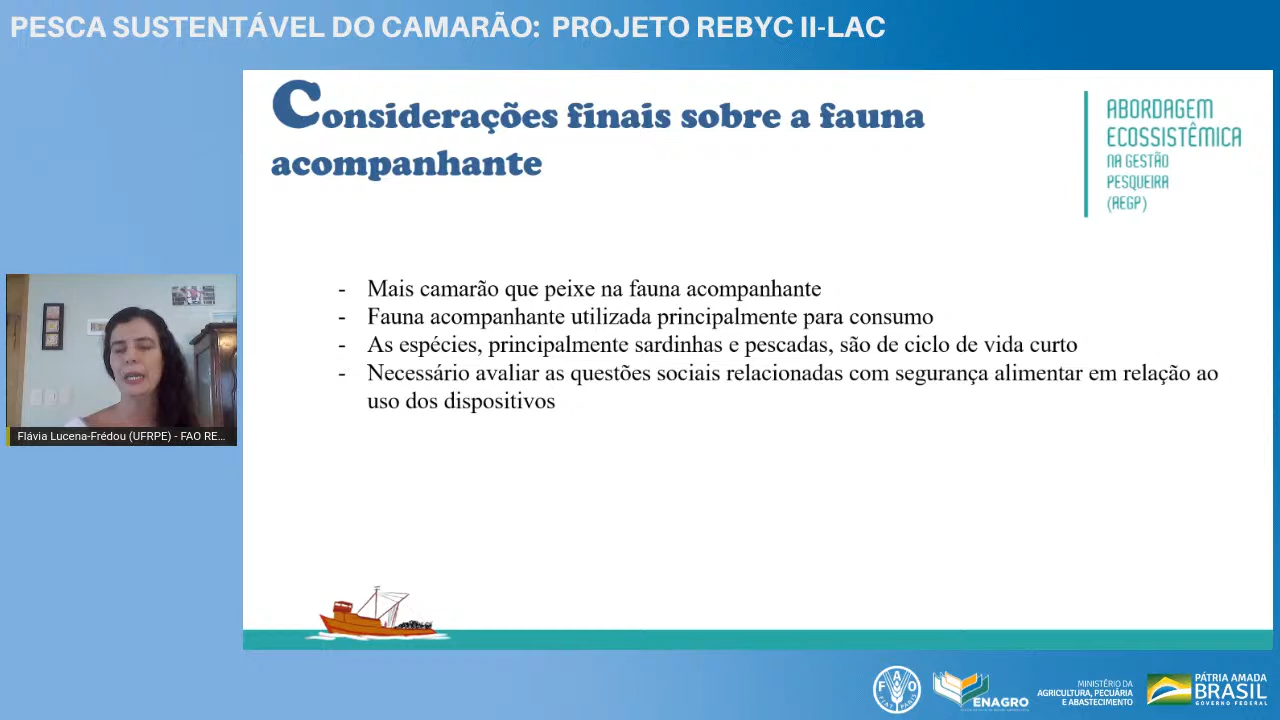 PESCA SUSTENTÁVEL DO CAMARÃO: PROJETO REBYC II-LAC
Considerações finais sobre a fauna
acompanhante
ABORDAGEM
ECOSSISTÊMICA
NA GESTÃO
PESQUEIRA
(AEGP)
- Mais camarão que peixe na fauna acompanhante
- Fauna acompanhante utilizada principalmente para consumo
- As espécies, principalmente sardinhas e pescadas, são de ciclo de vida curto
- Necessário avaliar as questões sociais relacionadas com segurança alimentar em relação ao
uso dos dispositivos
Flávia Lucena-Frédou (UFRPE) - FAO RE...
FAO
FIAT PANIS
ENAGRO
MINISTÉRIO DA
AGRICULTURA, PECUÁRIA
E ABASTECIMENTO
PÁTRIA AMADA
BRASIL
GOVERNO FEDERAL